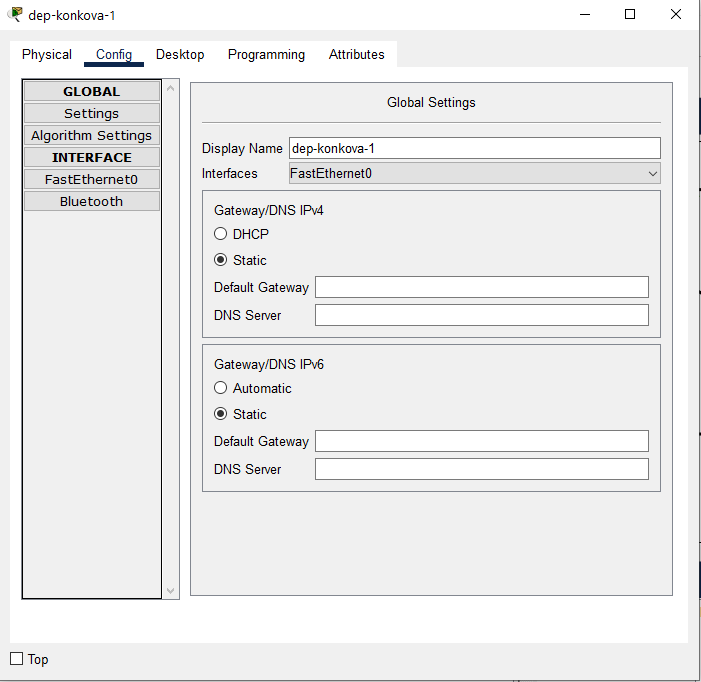 dep-konkova-1
Physical Config Desktop Programming Attributes
GLOBAL
Settings
Algorithm Settings
INTERFACE
FastEthernet0
Bluetooth
Global Settings
Display Name dep-konkova-1
Interfaces FastEthernet0
Gateway/DNS IPv4
DHCP
Static
Default Gateway
DNS Server
Gateway/DNS IPv6
Automatic
Static
Default Gateway
DNS Server
Top